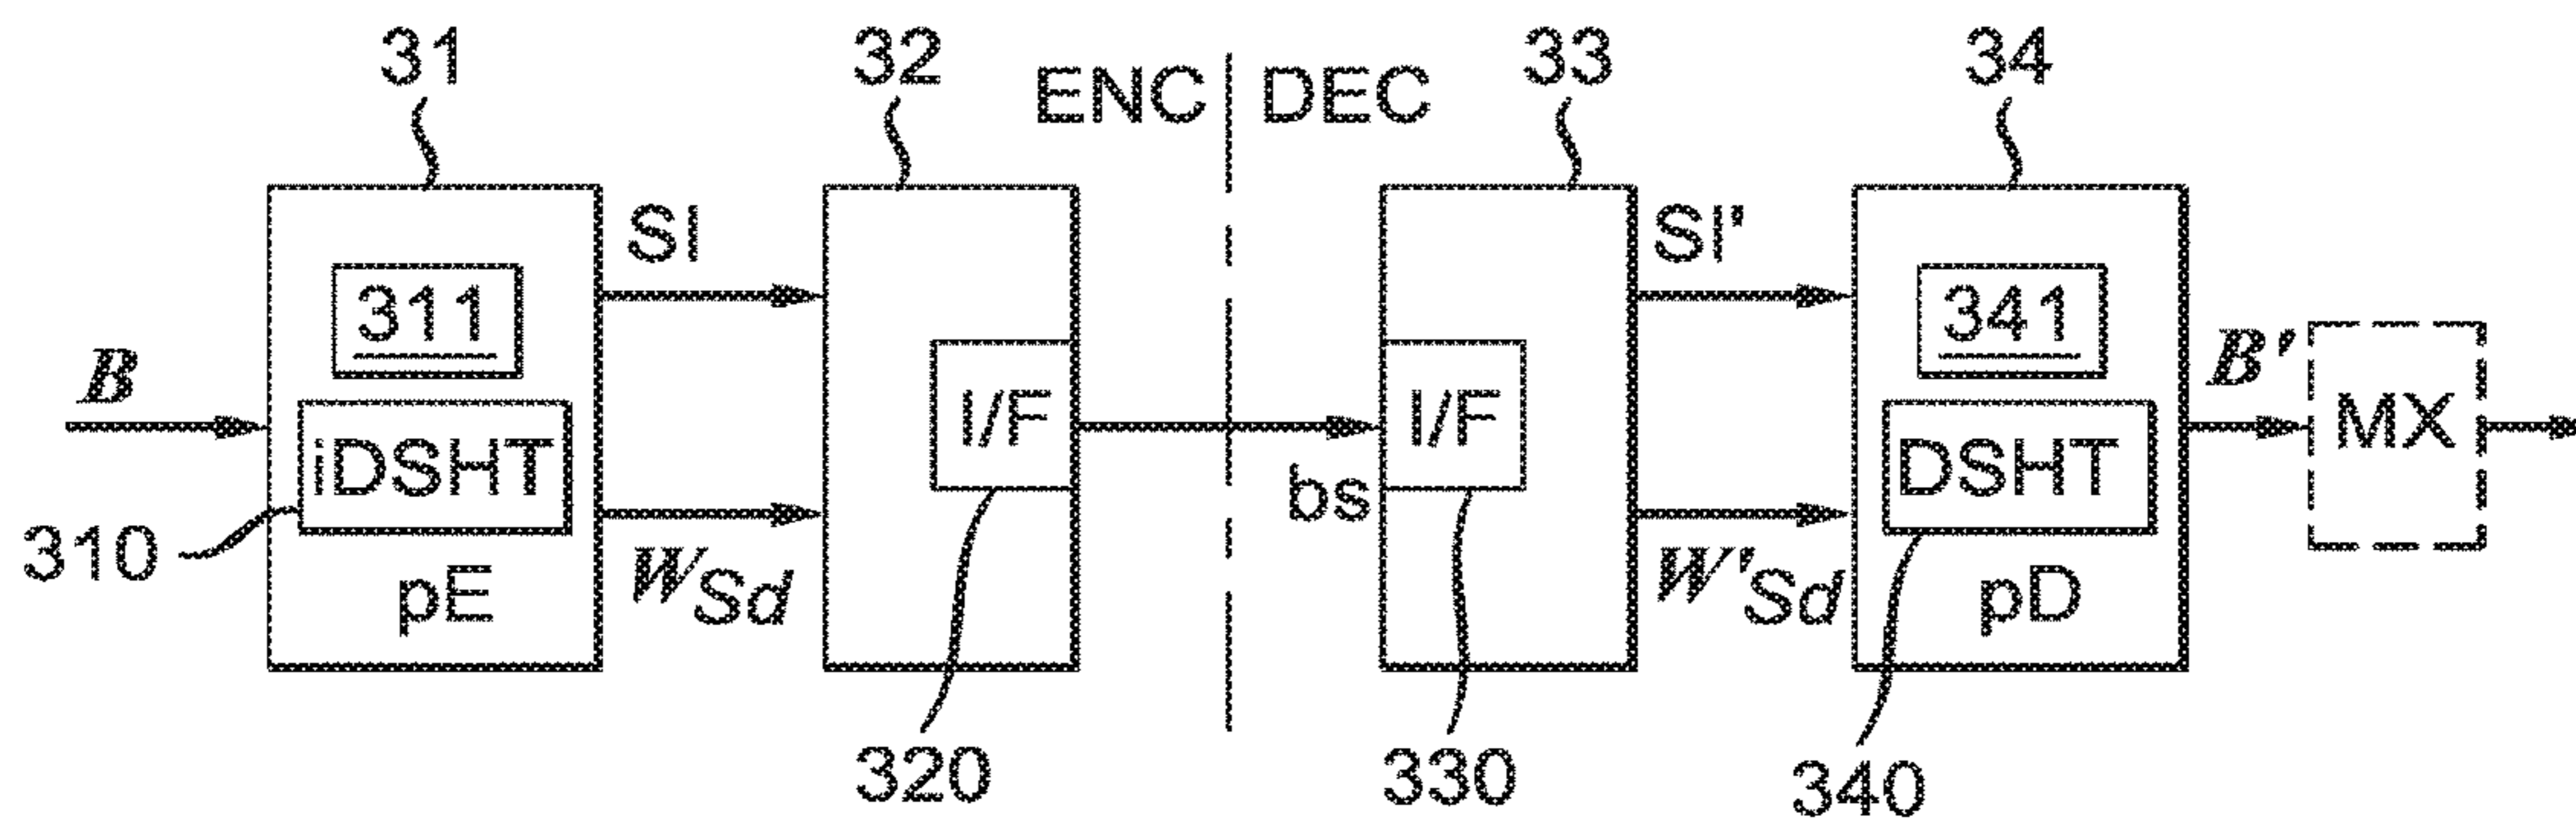 31 32 ENC DEC 33 34
SI SI'
311 341
B I/F I/F B' MX
iDSHT bs DSHT
310 W_Sd W'_Sd
pE pD
320 330 340